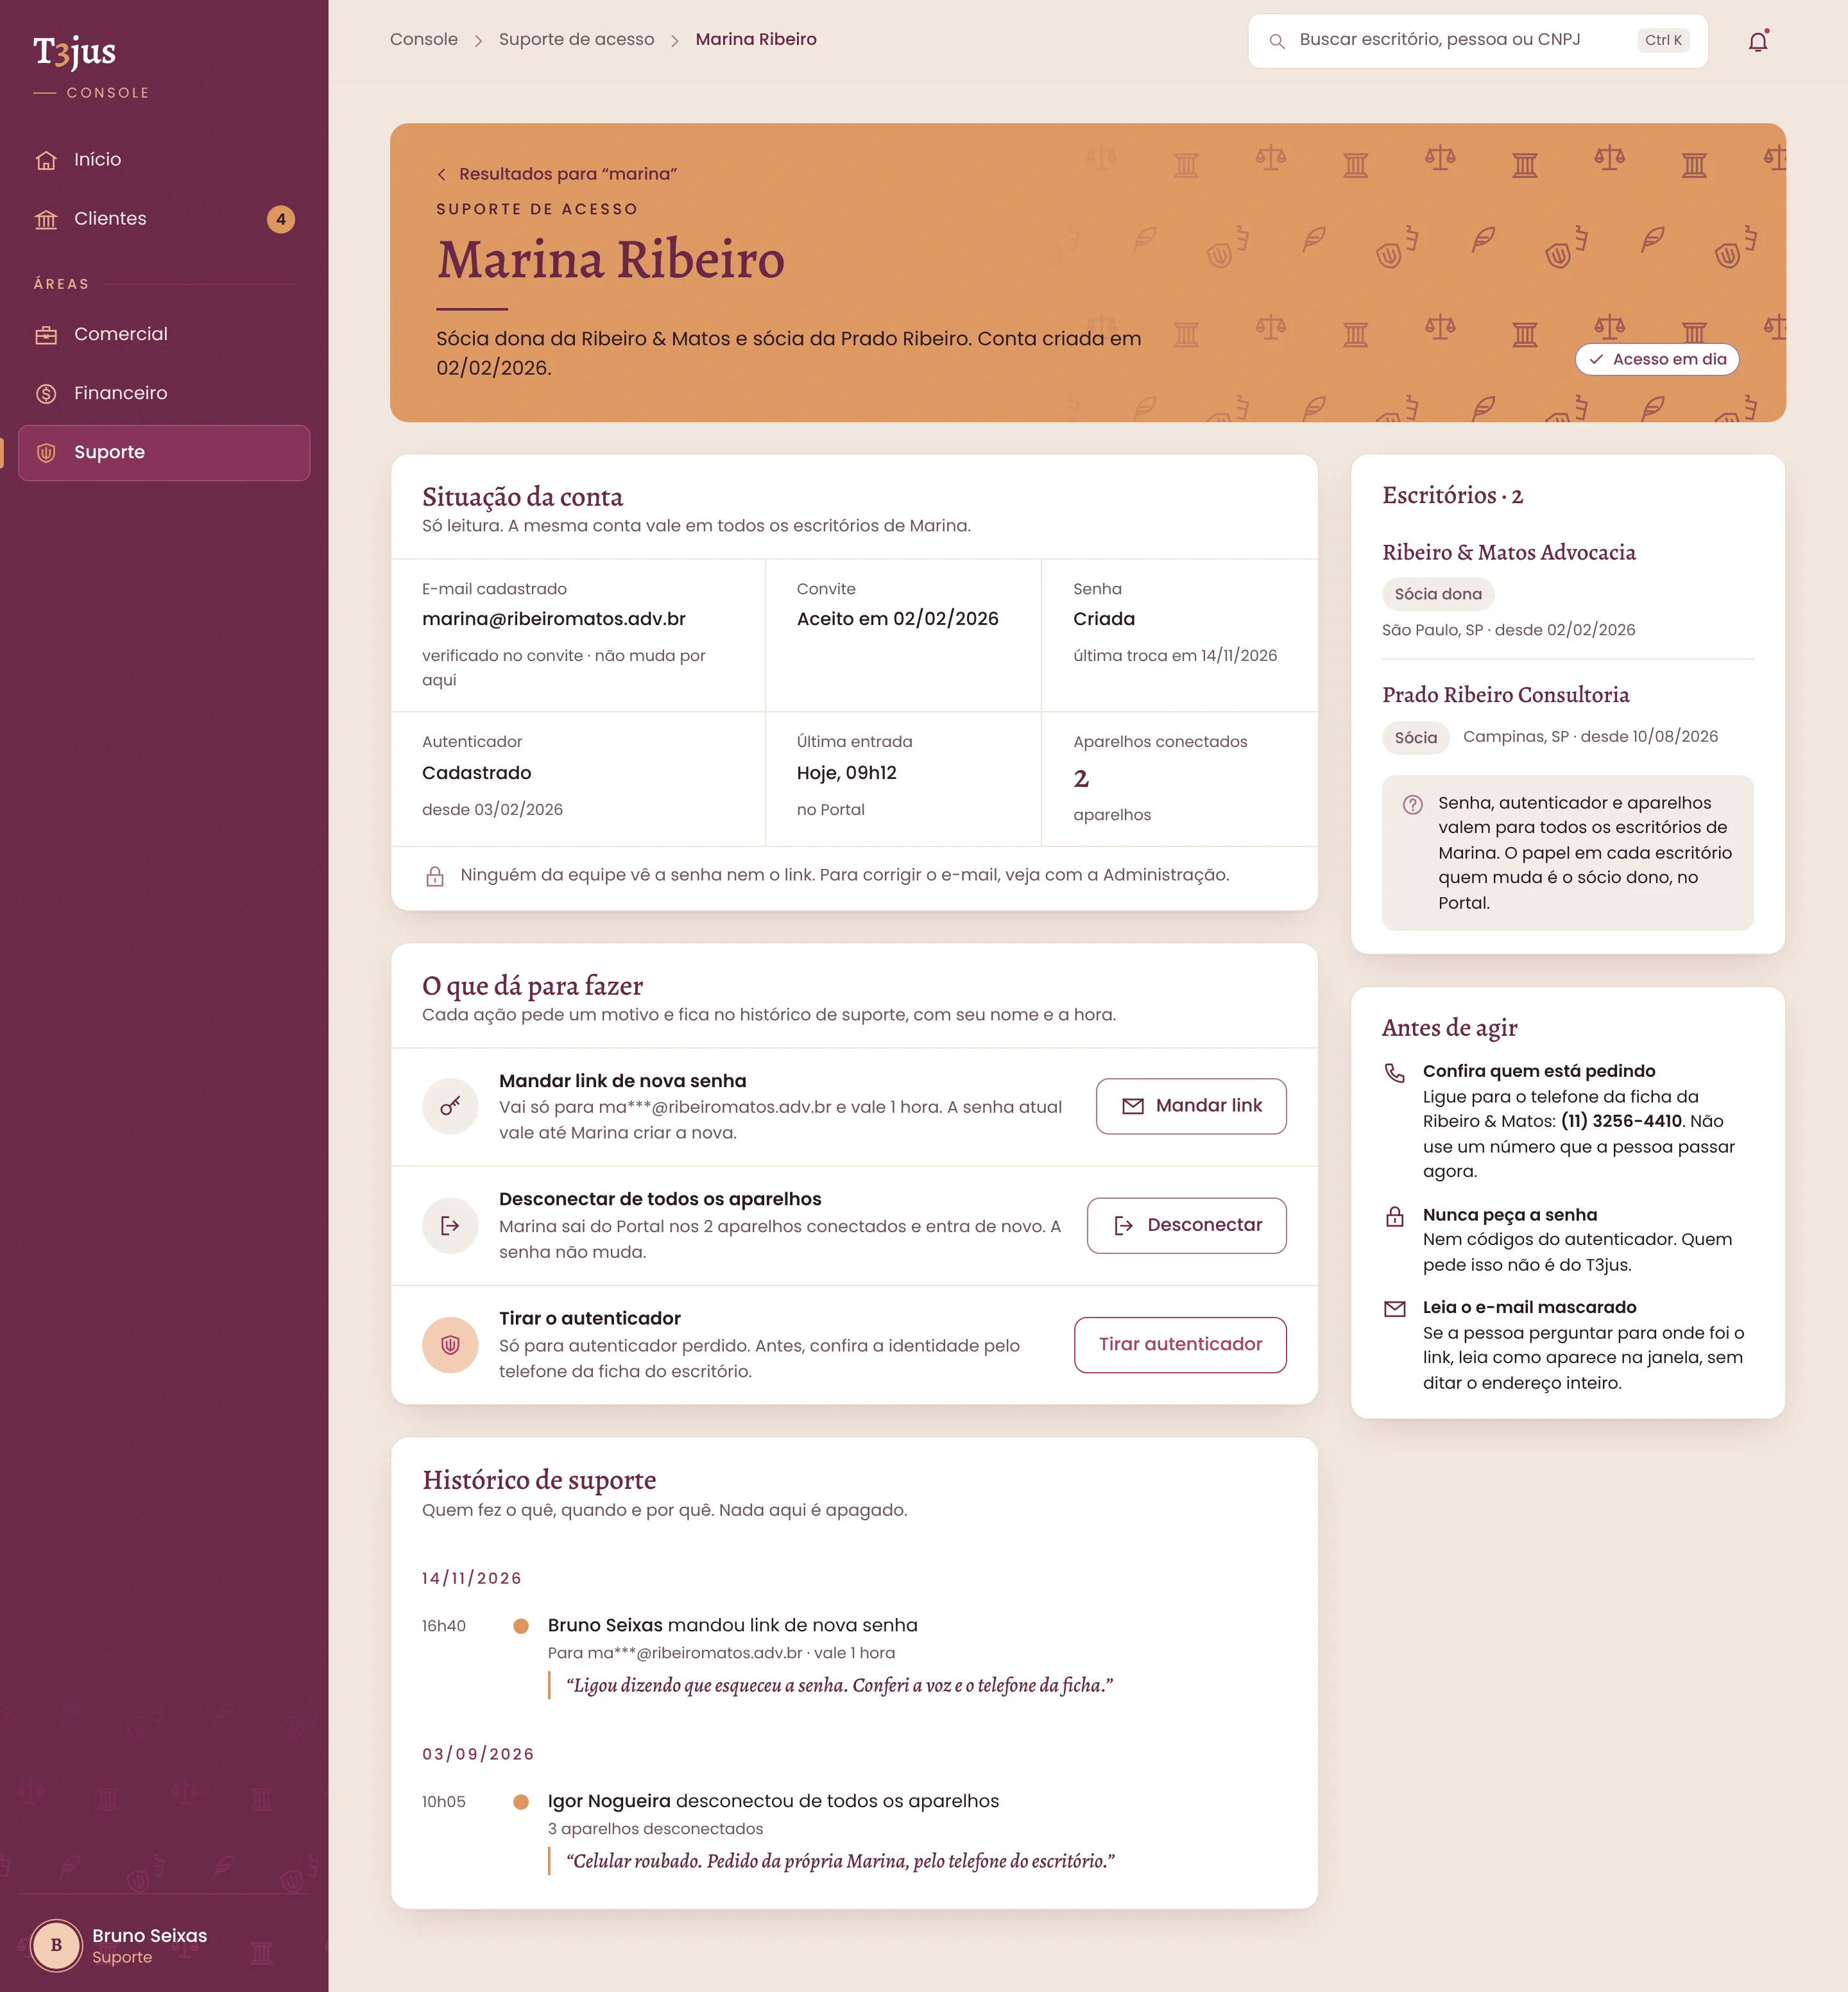 T3jus
CONSOLE
Início
Clientes
4
ÁREAS
Comercial
Financeiro
Suporte
Bruno Seixas
Suporte
B
Console > Suporte de acesso > Marina Ribeiro
Buscar escritório, pessoa ou CNPJ
Ctrl K
Resultados para “marina”
SUPORTE DE ACESSO
Marina Ribeiro
Sócia dona da Ribeiro & Matos e sócia da Prado Ribeiro. Conta criada em
02/02/2026.
Acesso em dia
Situação da conta
Só leitura. A mesma conta vale em todos os escritórios de Marina.
E-mail cadastrado
marina@ribeiromatos.adv.br
verificado no convite · não muda por
aqui
Convite
Aceito em 02/02/2026
Senha
Criada
última troca em 14/11/2026
Autenticador
Cadastrado
desde 03/02/2026
Última entrada
Hoje, 09h12
no Portal
Aparelhos conectados
2
aparelhos
Ninguém da equipe vê a senha nem o link. Para corrigir o e-mail, veja com a Administração.
O que dá para fazer
Cada ação pede um motivo e fica no histórico de suporte, com seu nome e a hora.
Mandar link de nova senha
Vai só para ma***@ribeiromatos.adv.br e vale 1 hora. A senha atual
vale até Marina criar a nova.
Mandar link
Desconectar de todos os aparelhos
Marina sai do Portal nos 2 aparelhos conectados e entra de novo. A
senha não muda.
Desconectar
Tirar o autenticador
Só para autenticador perdido. Antes, confira a identidade pelo
telefone da ficha do escritório.
Tirar autenticador
Histórico de suporte
Quem fez o quê, quando e por quê. Nada aqui é apagado.
14/11/2026
16h40
Bruno Seixas mandou link de nova senha
Para ma***@ribeiromatos.adv.br · vale 1 hora
“Ligou dizendo que esqueceu a senha. Conferi a voz e o telefone da ficha.”
03/09/2026
10h05
Igor Nogueira desconectou de todos os aparelhos
3 aparelhos desconectados
“Celular roubado. Pedido da própria Marina, pelo telefone do escritório.”
Escritórios · 2
Ribeiro & Matos Advocacia
Sócia dona
São Paulo, SP · desde 02/02/2026
Prado Ribeiro Consultoria
Sócia
Campinas, SP · desde 10/08/2026
Senha, autenticador e aparelhos
valem para todos os escritórios de
Marina. O papel em cada escritório
quem muda é o sócio dono, no
Portal.
Antes de agir
Confira quem está pedindo
Ligue para o telefone da ficha da
Ribeiro & Matos: (11) 3256-4410. Não
use um número que a pessoa passar
agora.
Nunca peça a senha
Nem códigos do autenticador. Quem
pede isso não é do T3jus.
Leia o e-mail mascarado
Se a pessoa perguntar para onde foi o
link, leia como aparece na janela, sem
ditar o endereço inteiro.